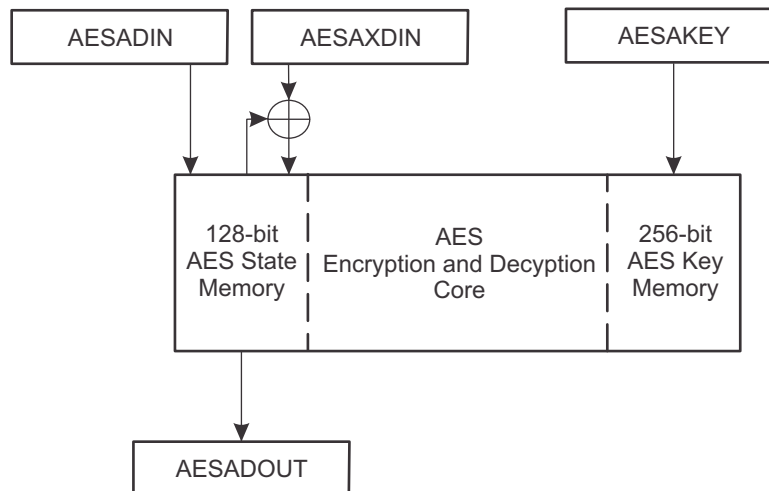 AESADIN
AESAXDIN
AESAKEY
128-bit
AES State
Memory
AES
Encryption and Decyption
Core
256-bit
AES Key
Memory
AESADOUT